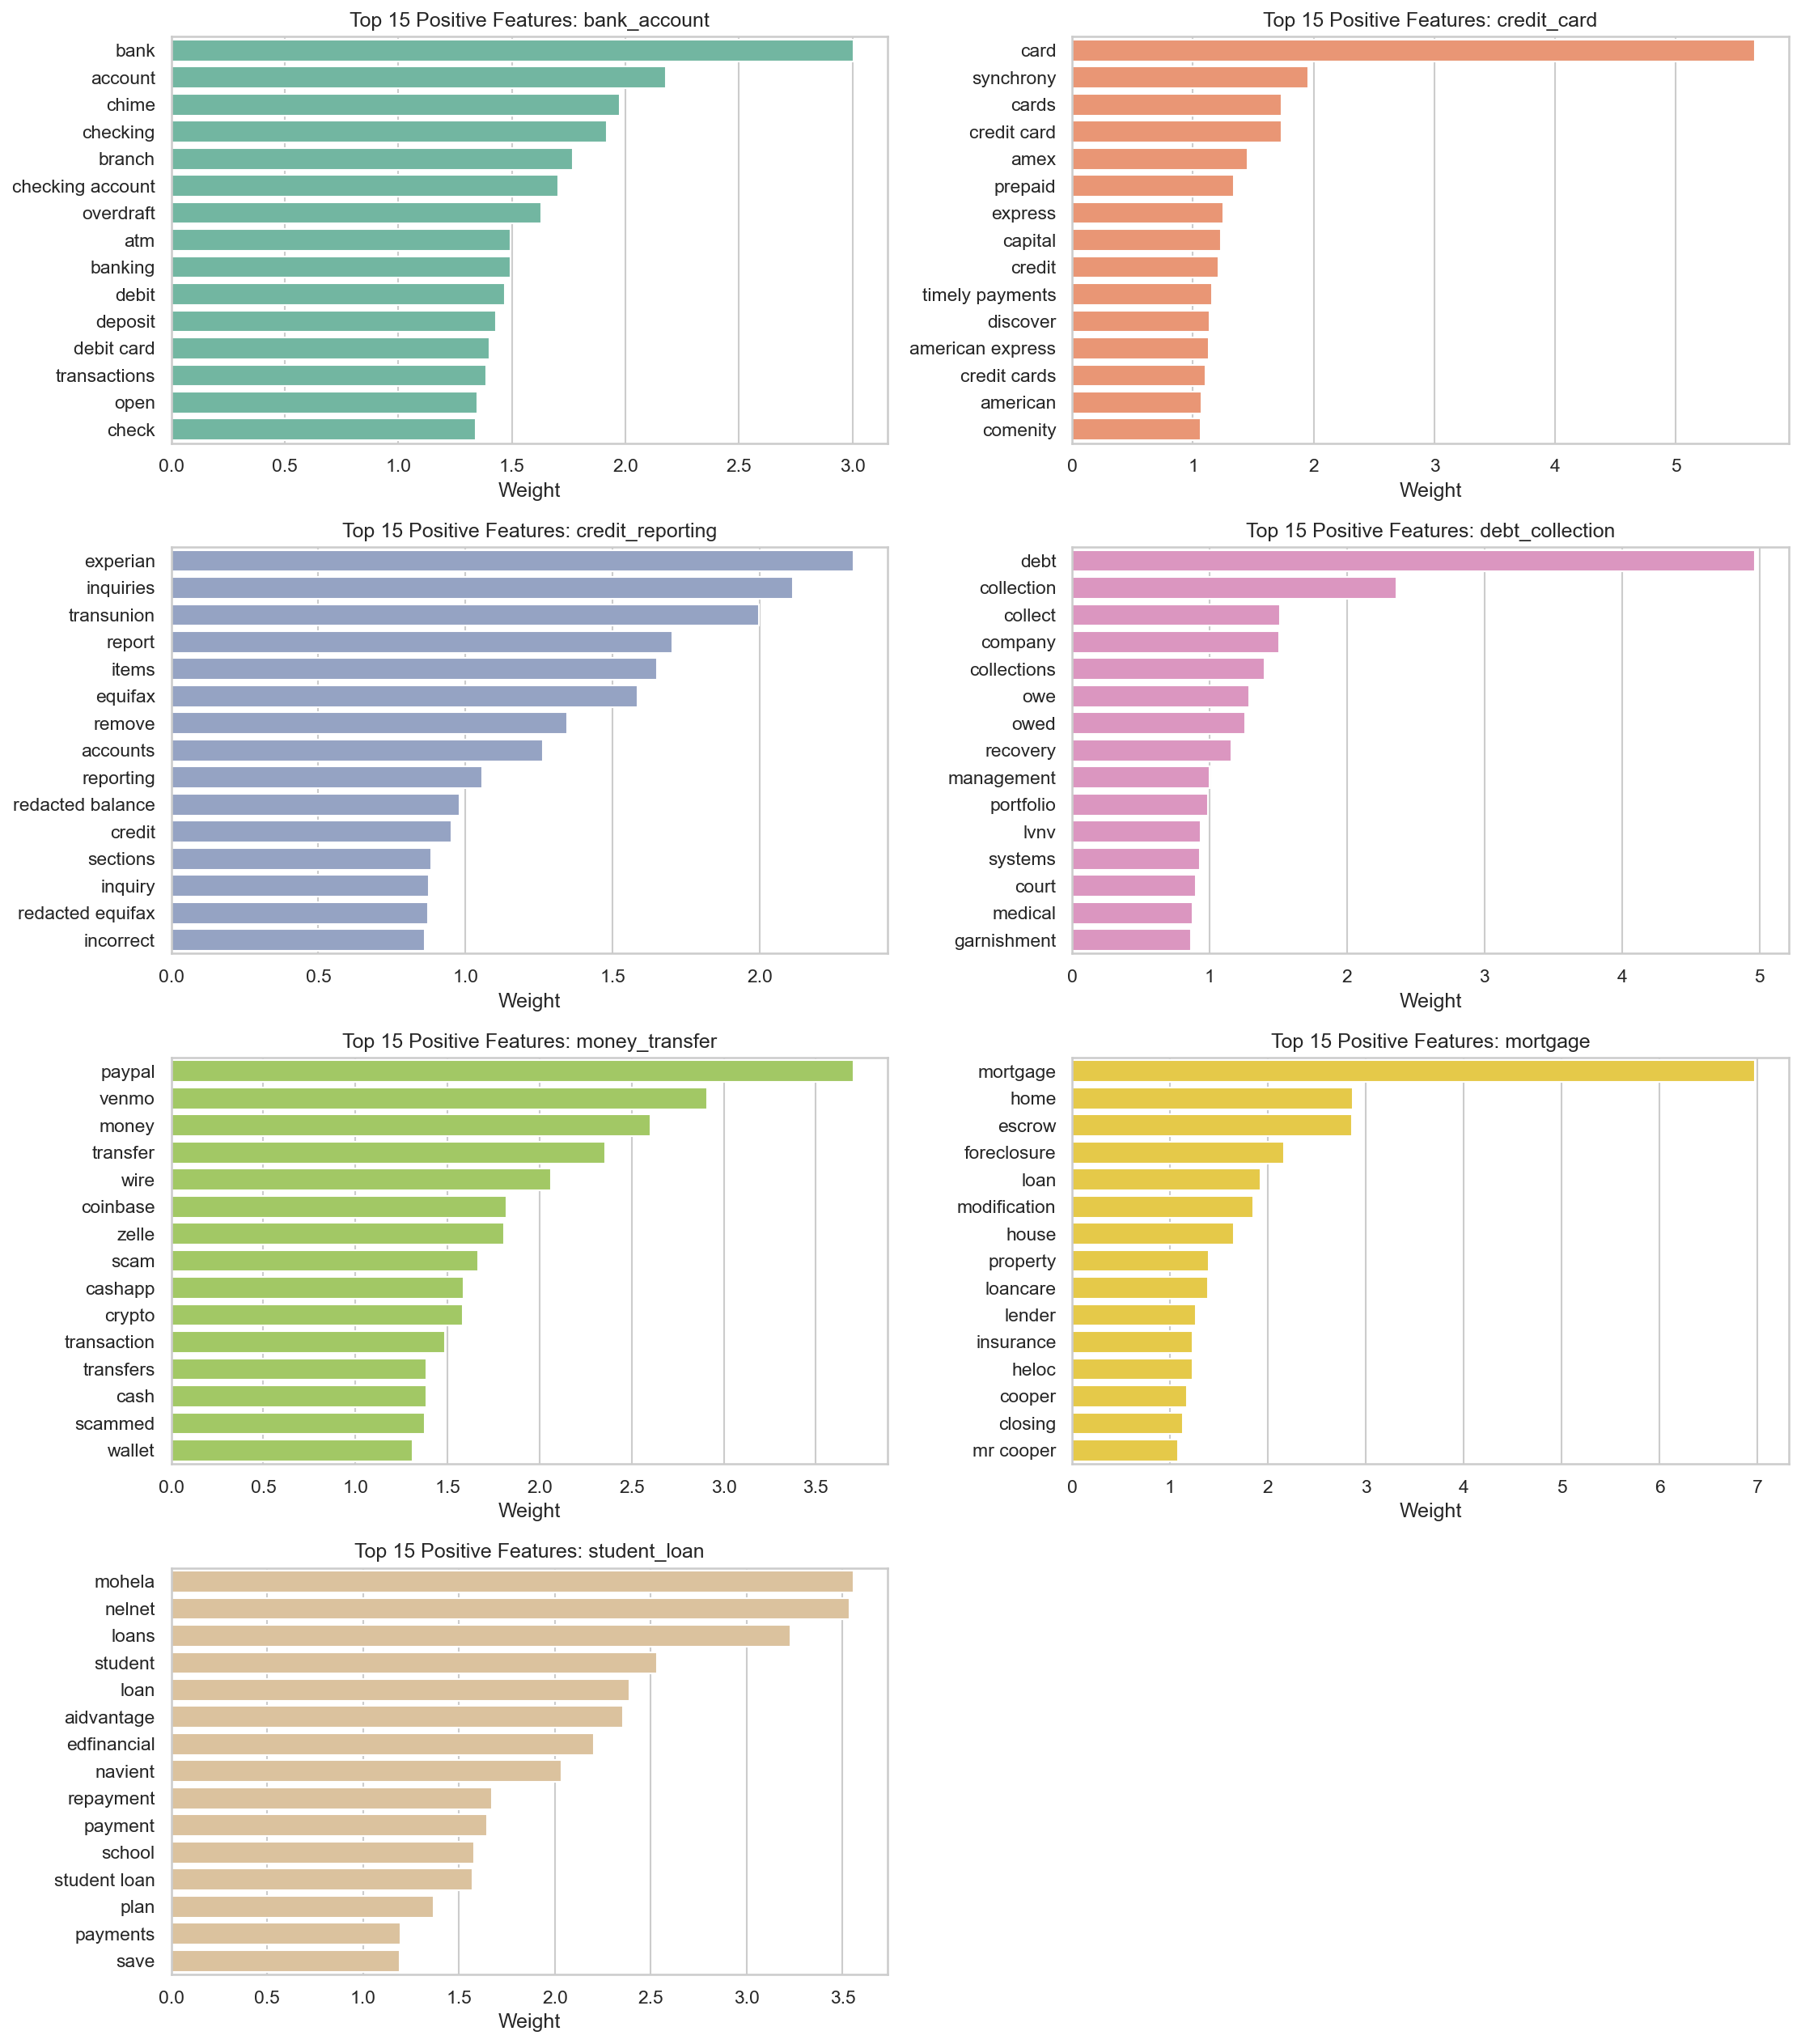 Top 15 Positive Features: bank_account
bank
account
chime
checking
branch
checking account
overdraft
atm
banking
debit
deposit
debit card
transactions
open
check
0.0 0.5 1.0 1.5 2.0 2.5 3.0
Weight
Top 15 Positive Features: credit_card
card
synchrony
cards
credit card
amex
prepaid
express
capital
credit
timely payments
discover
american express
credit cards
american
comenity
0 1 2 3 4 5
Weight
Top 15 Positive Features: credit_reporting
experian
inquiries
transunion
report
items
equifax
remove
accounts
reporting
redacted balance
credit
sections
inquiry
redacted equifax
incorrect
0.0 0.5 1.0 1.5 2.0
Weight
Top 15 Positive Features: debt_collection
debt
collection
collect
company
collections
owe
owed
recovery
management
portfolio
lvnv
systems
court
medical
garnishment
0 1 2 3 4 5
Weight
Top 15 Positive Features: money_transfer
paypal
venmo
money
transfer
wire
coinbase
zelle
scam
cashapp
crypto
transaction
transfers
cash
scammed
wallet
0.0 0.5 1.0 1.5 2.0 2.5 3.0 3.5
Weight
Top 15 Positive Features: mortgage
mortgage
home
escrow
foreclosure
loan
modification
house
property
loancare
lender
insurance
heloc
cooper
closing
mr cooper
0 1 2 3 4 5 6 7
Weight
Top 15 Positive Features: student_loan
mohela
nelnet
loans
student
loan
aidvantage
edfinancial
navient
repayment
payment
school
student loan
plan
payments
save
0.0 0.5 1.0 1.5 2.0 2.5 3.0 3.5
Weight